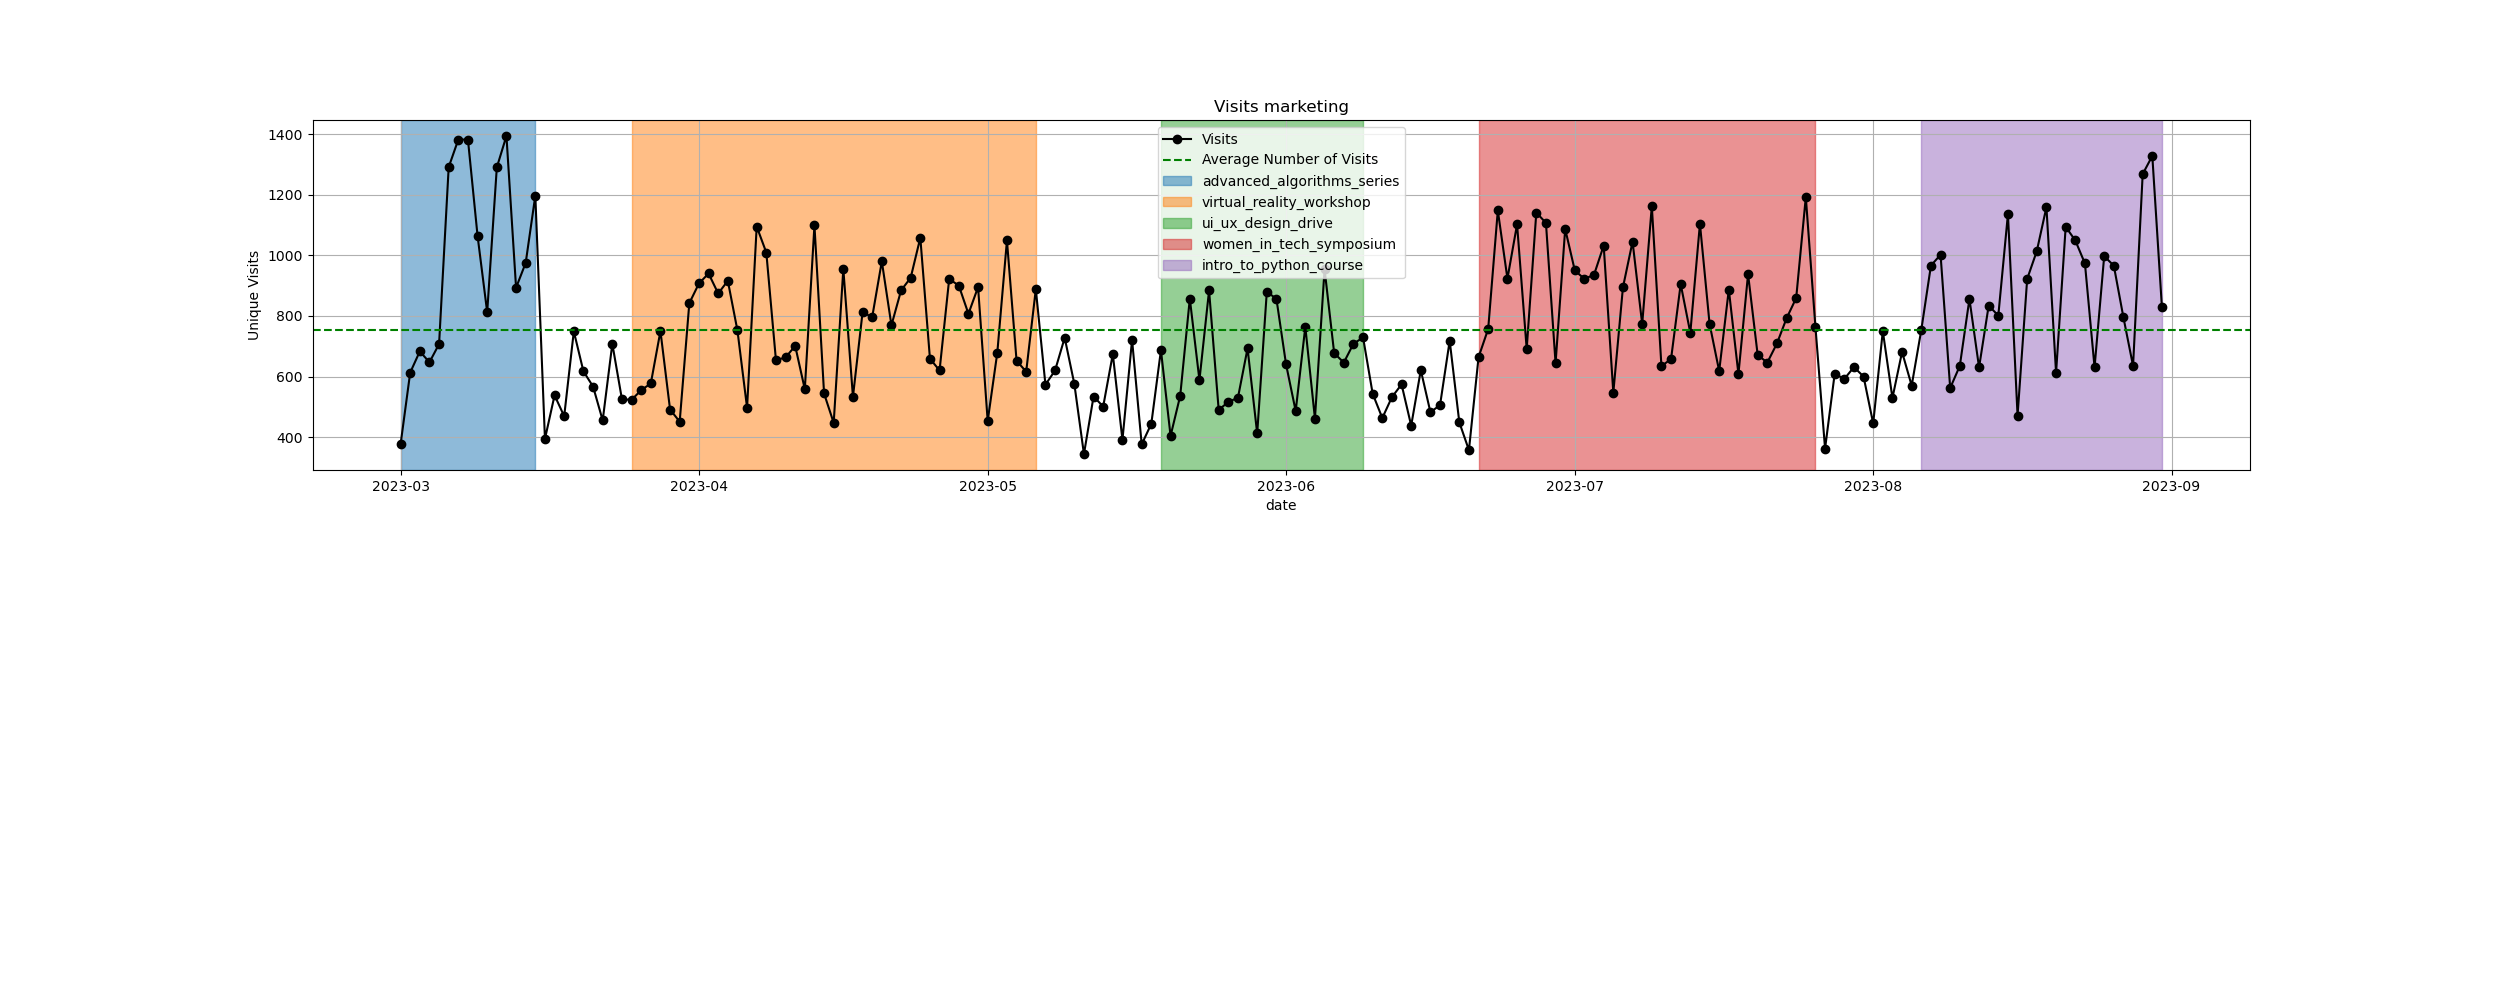 Visits marketing
1400
1200
1000
800
600
400
Unique Visits
Visits
Average Number of Visits
advanced_algorithms_series
virtual_reality_workshop
ui_ux_design_drive
women_in_tech_symposium
intro_to_python_course
2023-03
2023-04
2023-05
2023-06
2023-07
2023-08
2023-09
date